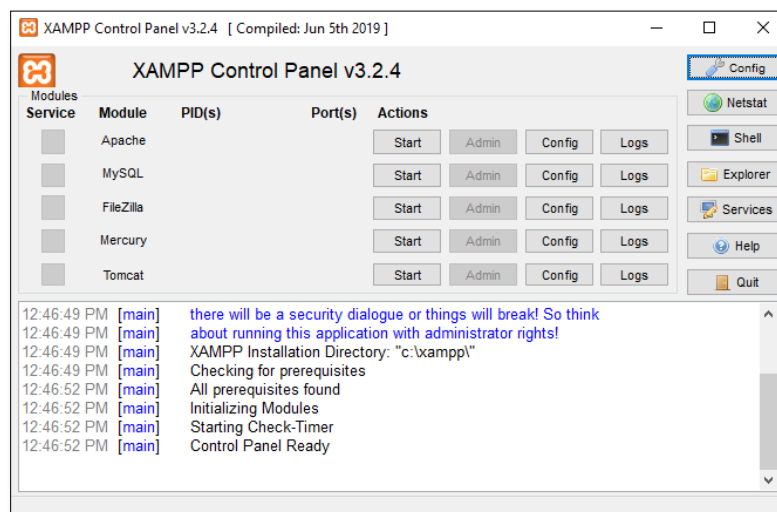 XAMPP Control Panel v3.2.4 [ Compiled: Jun 5th 2019 ]
XAMPP Control Panel v3.2.4
Config
Modules
Service Module PID(s) Port(s) Actions
Netstat
Apache Start Admin Config Logs
Shell
MySQL Start Admin Config Logs
Explorer
FileZilla Start Admin Config Logs
Services
Mercury Start Admin Config Logs
Help
Tomcat Start Admin Config Logs
Quit
12:46:49 PM [main] there will be a security dialogue or things will break! So think
12:46:49 PM [main] about running this application with administrator rights!
12:46:49 PM [main] XAMPP Installation Directory: "c:\xampp\"
12:46:49 PM [main] Checking for prerequisites
12:46:52 PM [main] All prerequisites found
12:46:52 PM [main] Initializing Modules
12:46:52 PM [main] Starting Check-Timer
12:46:52 PM [main] Control Panel Ready